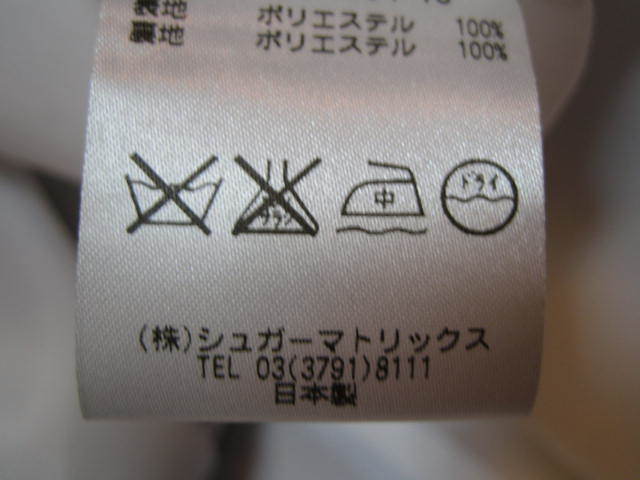 表地 ポリエステル 100%
裏地 ポリエステル 100%
中 ドライ
(株)シュガーマトリックス
TEL 03(3791)8111
日本製